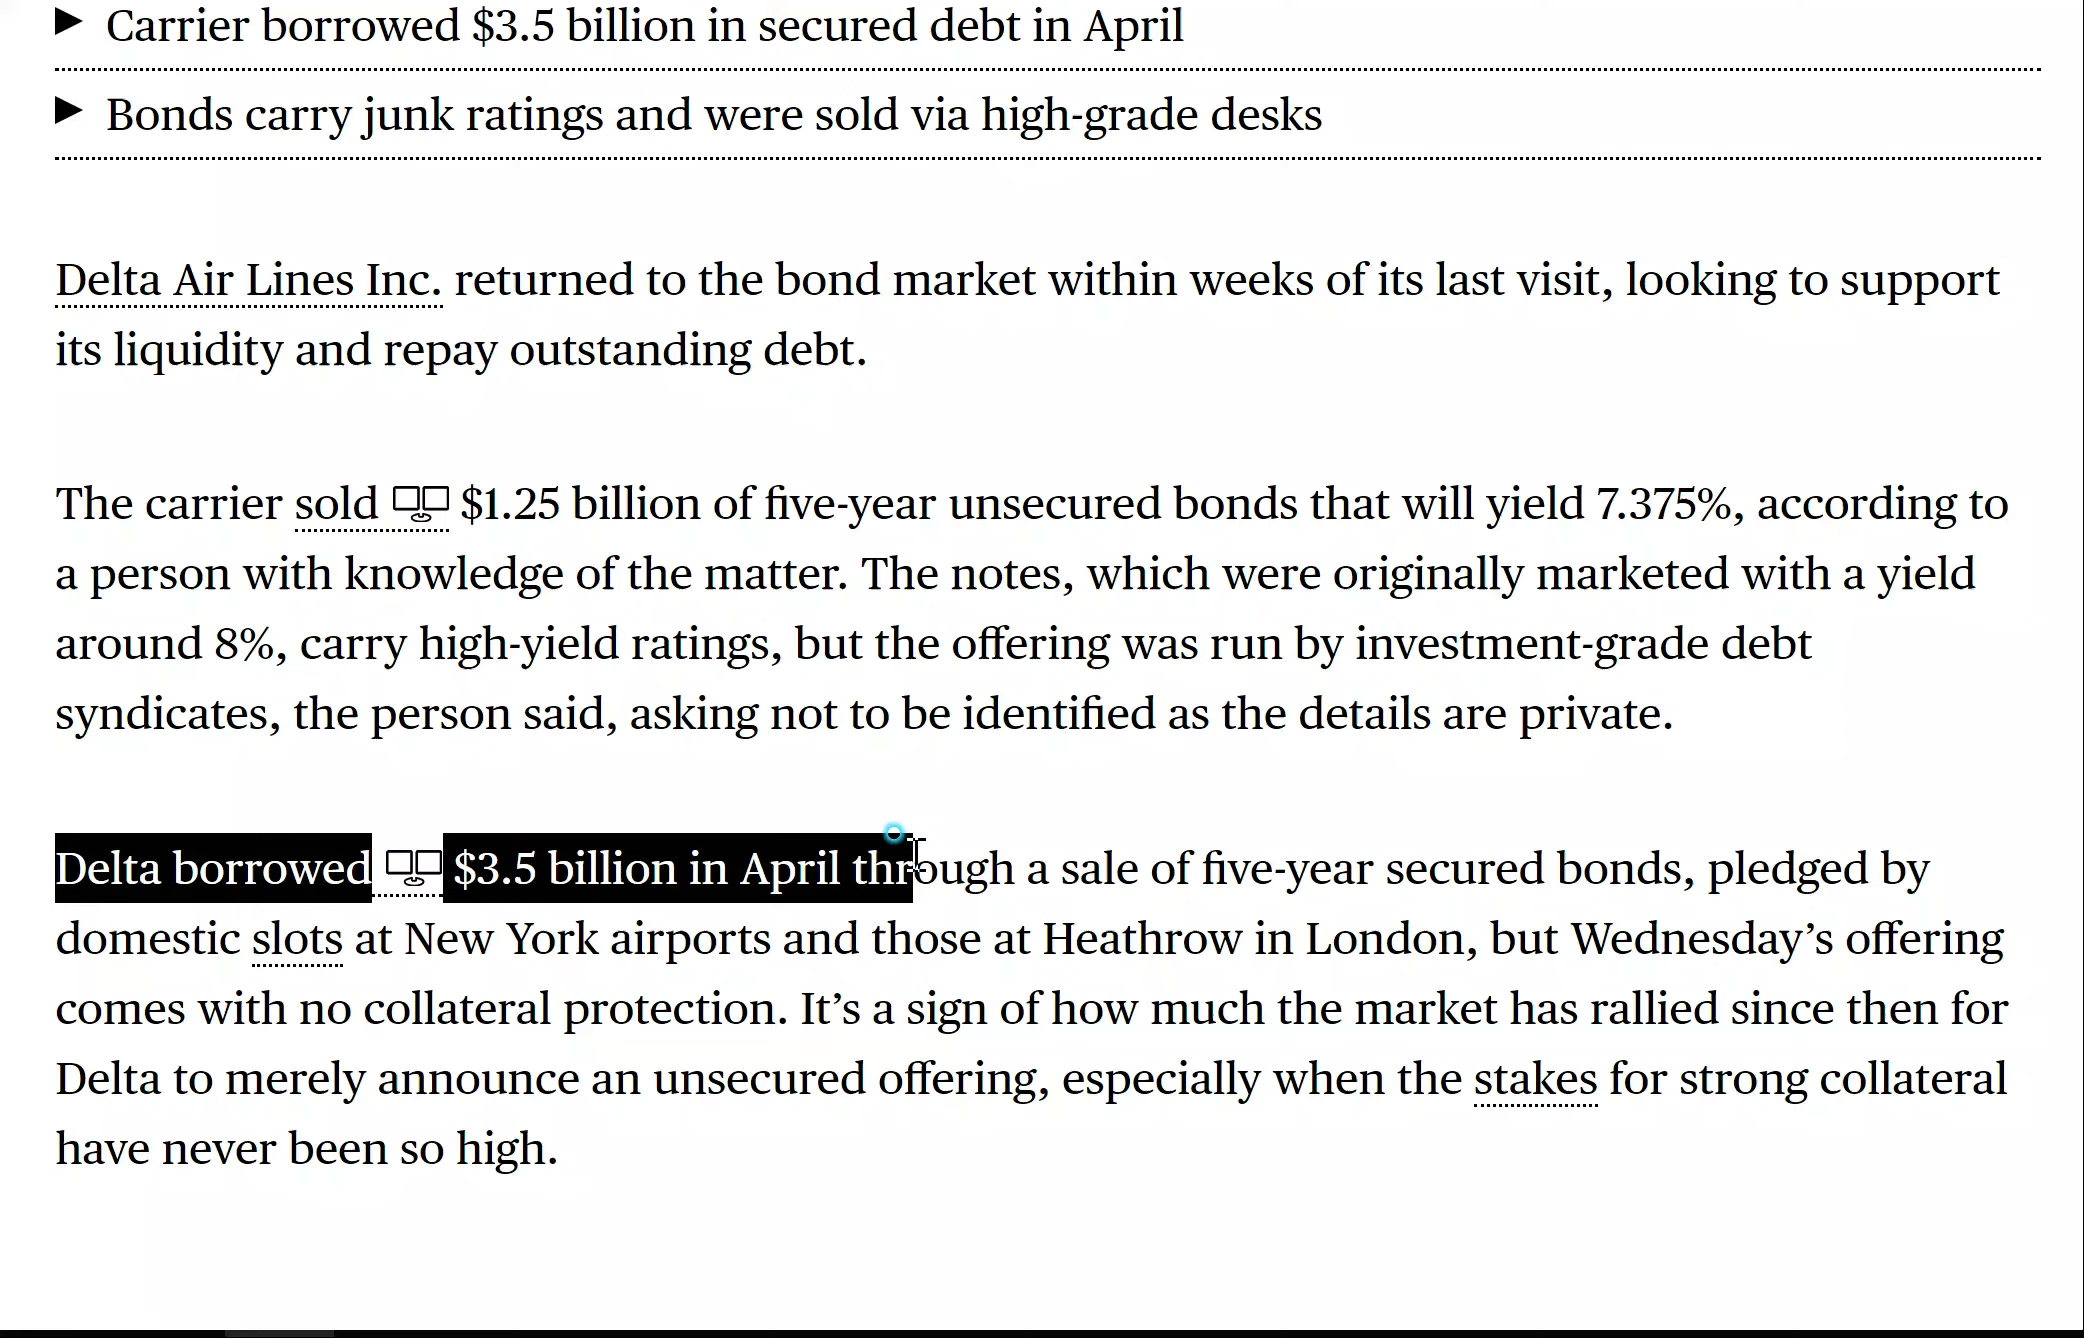 Carrier borrowed $3.5 billion in secured debt in April
Bonds carry junk ratings and were sold via high-grade desks
Delta Air Lines Inc. returned to the bond market within weeks of its last visit, looking to support
its liquidity and repay outstanding debt.
The carrier sold $1.25 billion of five-year unsecured bonds that will yield 7.375%, according to
a person with knowledge of the matter. The notes, which were originally marketed with a yield
around 8%, carry high-yield ratings, but the offering was run by investment-grade debt
syndicates, the person said, asking not to be identified as the details are private.
Delta borrowed $3.5 billion in April through a sale of five-year secured bonds, pledged by
domestic slots at New York airports and those at Heathrow in London, but Wednesday’s offering
comes with no collateral protection. It’s a sign of how much the market has rallied since then for
Delta to merely announce an unsecured offering, especially when the stakes for strong collateral
have never been so high.